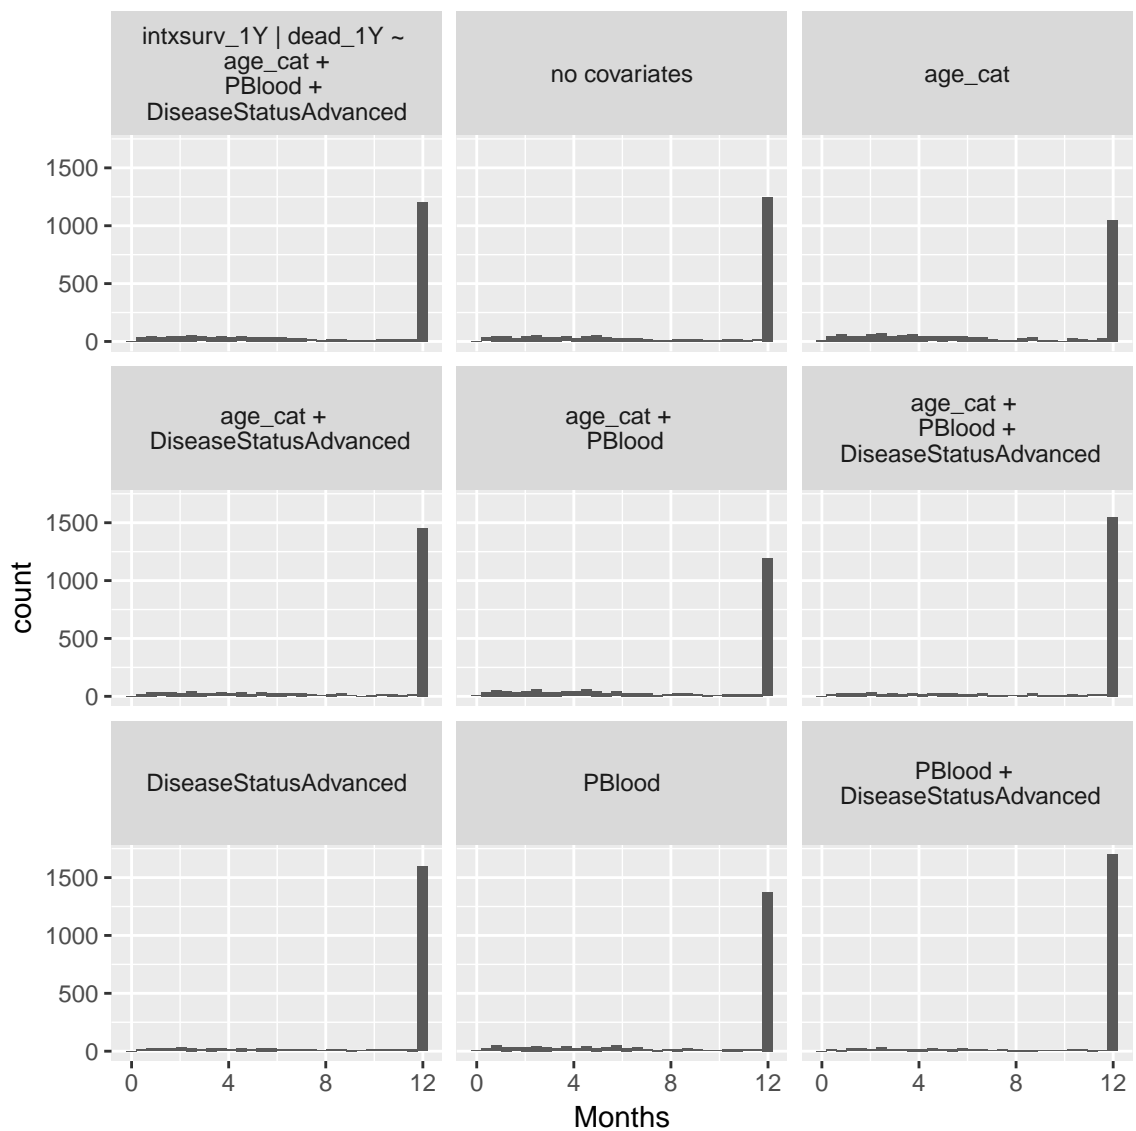 intxsurv_1Y | dead_1Y ~
age_cat +
PBlood +
DiseaseStatusAdvanced
no covariates
age_cat
1500
1000
500
0
age_cat +
DiseaseStatusAdvanced
age_cat +
PBlood
age_cat +
PBlood +
DiseaseStatusAdvanced
count
1500
1000
500
0
DiseaseStatusAdvanced
PBlood
PBlood +
DiseaseStatusAdvanced
1500
1000
500
0
0 4 8 12 0 4 8 12 0 4 8 12
Months